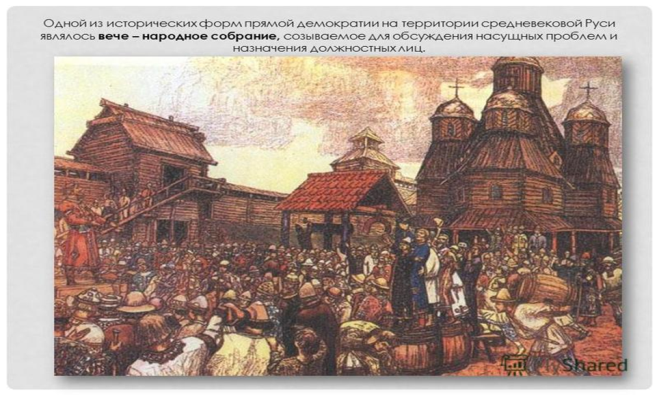 Одной из исторических форм прямой демократии на территории средневековой Руси
являлось вече – народное собрание, созываемое для обсуждения насущных проблем и
назначения должностных лиц.
MyShared